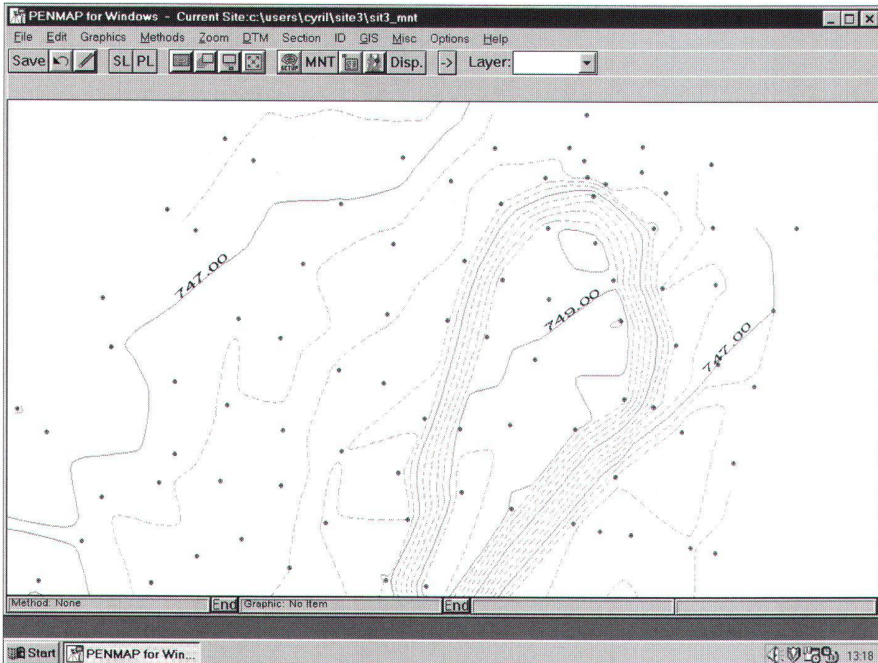 PENMAP for Windows - Current Site:c:\users\cyril\site3\sit3_mnt
File Edit Graphics Methods Zoom DTM Section ID GIS Misc Options Help
Save SL PL SETUP MNT Disp. -> Layer:
747.00
749.00
747.00
Method: None End Graphic: No Item End
Start PENMAP for Win... 13:18